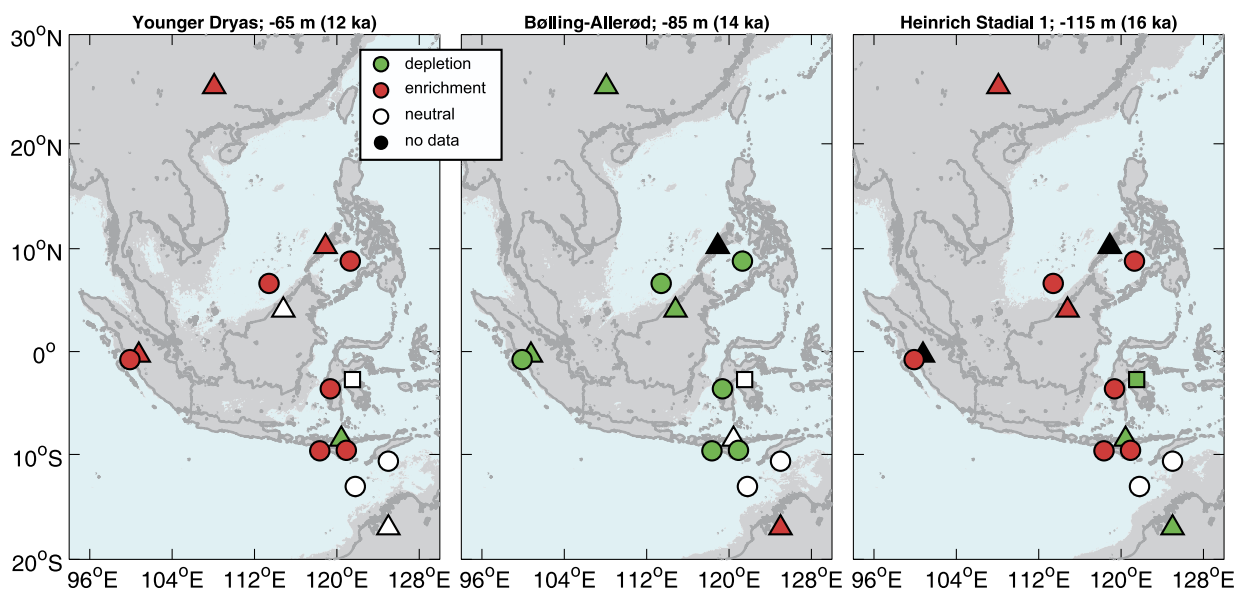 Younger Dryas; -65 m (12 ka)
Bølling-Allerød; -85 m (14 ka)
Heinrich Stadial 1; -115 m (16 ka)
30°N
20°N
10°N
0°
10°S
20°S
depletion
enrichment
neutral
no data
96°E 104°E 112°E 120°E 128°E
96°E 104°E 112°E 120°E 128°E
96°E 104°E 112°E 120°E 128°E